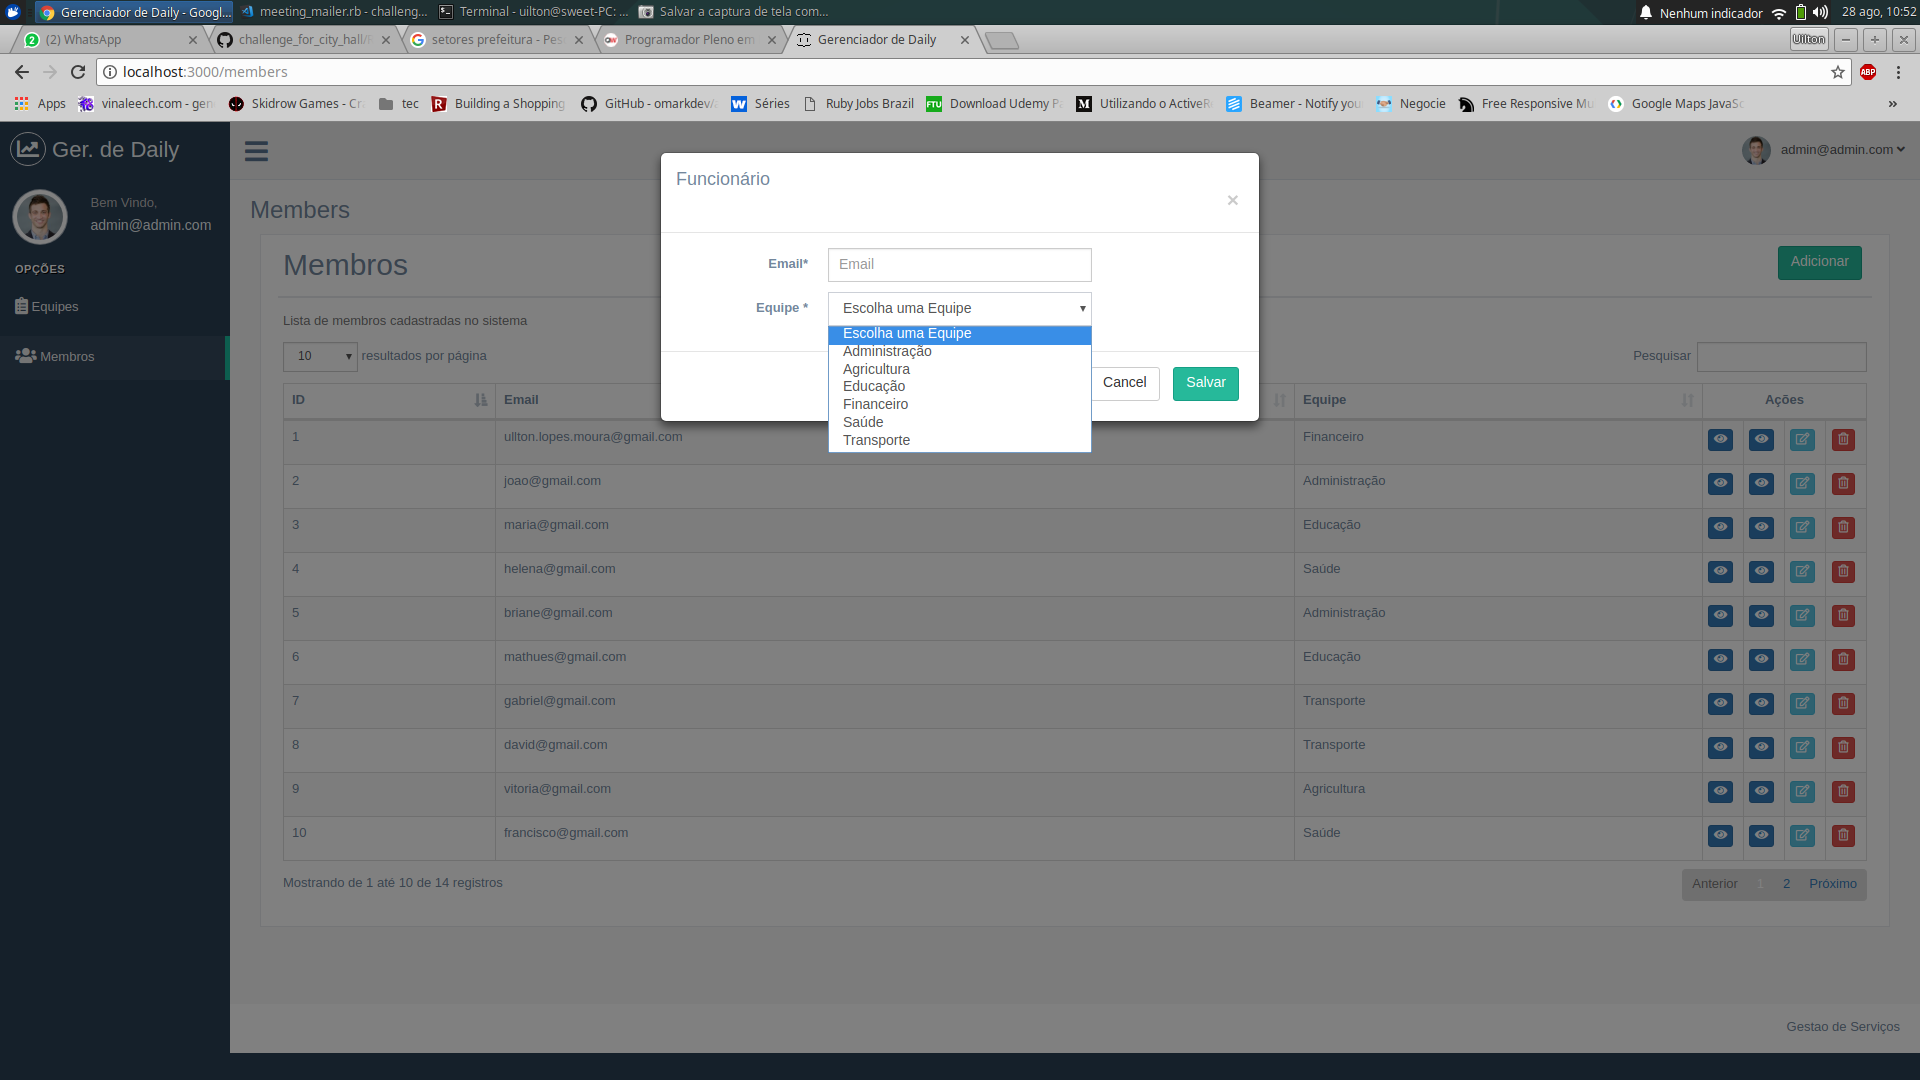 Gerenciador de Daily - Googl... meeting_mailer.rb - challeng... Terminal - uilton@sweet-PC: ... Salvar a captura de tela com... Nenhum indicador 28 ago, 10:52
(2) WhatsApp challenge_for_city_hall/ setores prefeitura - Pes Programador Pleno em Gerenciador de Daily Uilton
localhost:3000/members ABP
Apps vinaleech.com - gen Skidrow Games - Cr tec Building a Shopping GitHub - omarkdev/ Séries Ruby Jobs Brazil Download Udemy P Utilizando o ActiveR Beamer - Notify you Negocie Free Responsive Mu Google Maps JavaSc »
Ger. de Daily
admin@admin.com
Bem Vindo,
admin@admin.com
OPÇÕES
Equipes
Membros
Members
Membros
Adicionar
Lista de membros cadastradas no sistema
10 resultados por página
Pesquisar
Funcionário
×
Email*
Email
Equipe *
Escolha uma Equipe
Escolha uma Equipe
Administração
Agricultura
Educação
Financeiro
Saúde
Transporte
Cancel Salvar
ID Email Equipe Ações
1 ullton.lopes.moura@gmail.com Financeiro
2 joao@gmail.com Administração
3 maria@gmail.com Educação
4 helena@gmail.com Saúde
5 briane@gmail.com Administração
6 mathues@gmail.com Educação
7 gabriel@gmail.com Transporte
8 david@gmail.com Transporte
9 vitoria@gmail.com Agricultura
10 francisco@gmail.com Saúde
Mostrando de 1 até 10 de 14 registros
Anterior 1 2 Próximo
Gestao de Serviços